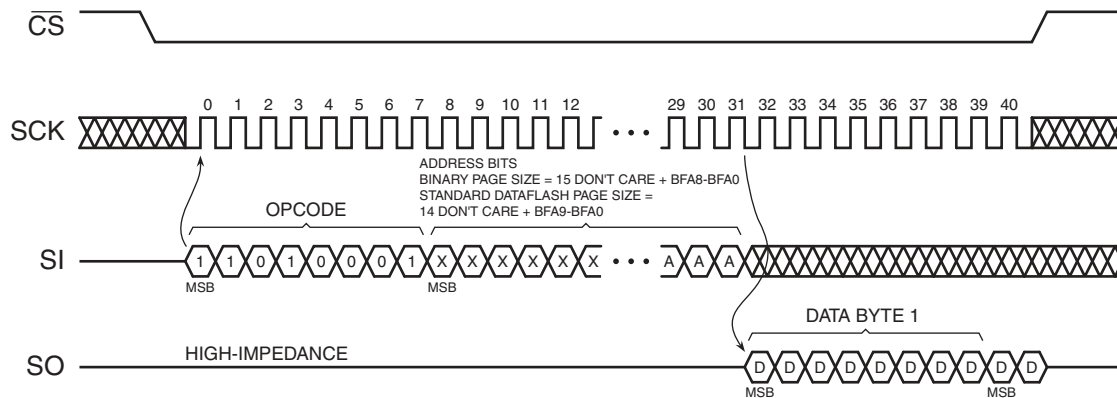 CS
SCK
0 1 2 3 4 5 6 7 8 9 10 11 12 ••• 29 30 31 32 33 34 35 36 37 38 39 40
ADDRESS BITS
BINARY PAGE SIZE = 15 DON'T CARE + BFA8-BFA0
STANDARD DATAFLASH PAGE SIZE =
14 DON'T CARE + BFA9-BFA0
OPCODE
SI
1 1 0 1 0 0 0 1 X X X X X X ••• A A A
MSB MSB
DATA BYTE 1
HIGH-IMPEDANCE
SO
D D D D D D D D D D
MSB MSB